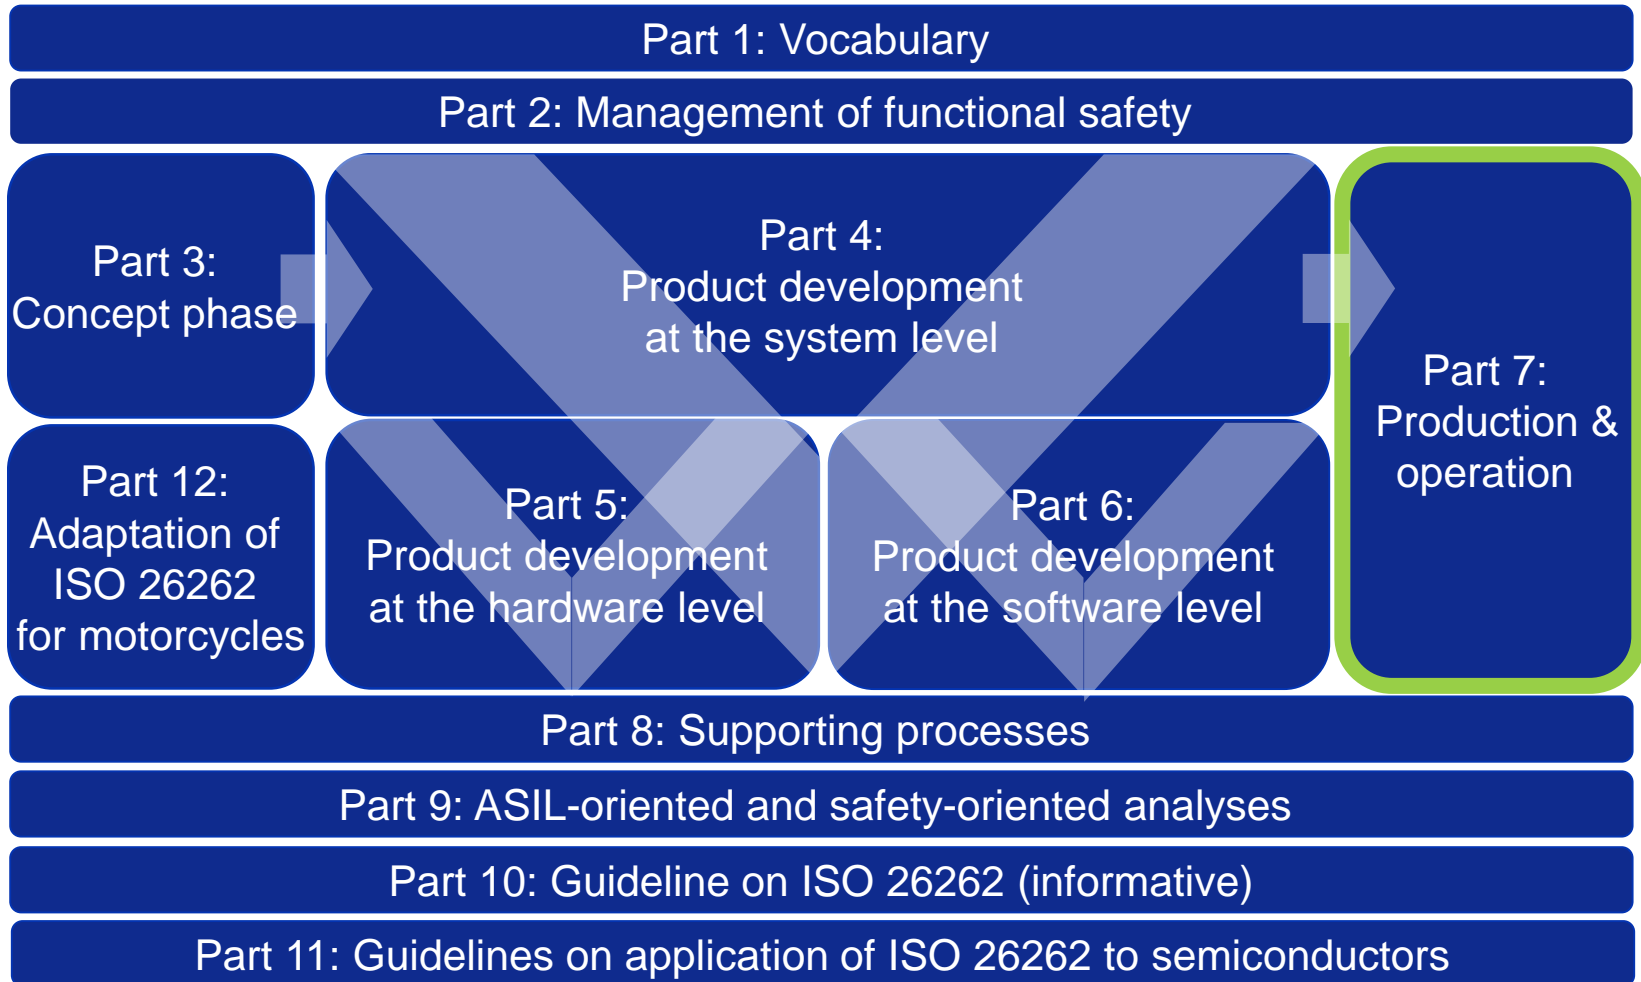 Part 1: Vocabulary
Part 2: Management of functional safety
Part 3:
Concept phase
Part 4:
Product development
at the system level
Part 7:
Production &
operation
Part 12:
Adaptation of
ISO 26262
for motorcycles
Part 5:
Product development
at the hardware level
Part 6:
Product development
at the software level
Part 8: Supporting processes
Part 9: ASIL-oriented and safety-oriented analyses
Part 10: Guideline on ISO 26262 (informative)
Part 11: Guidelines on application of ISO 26262 to semiconductors